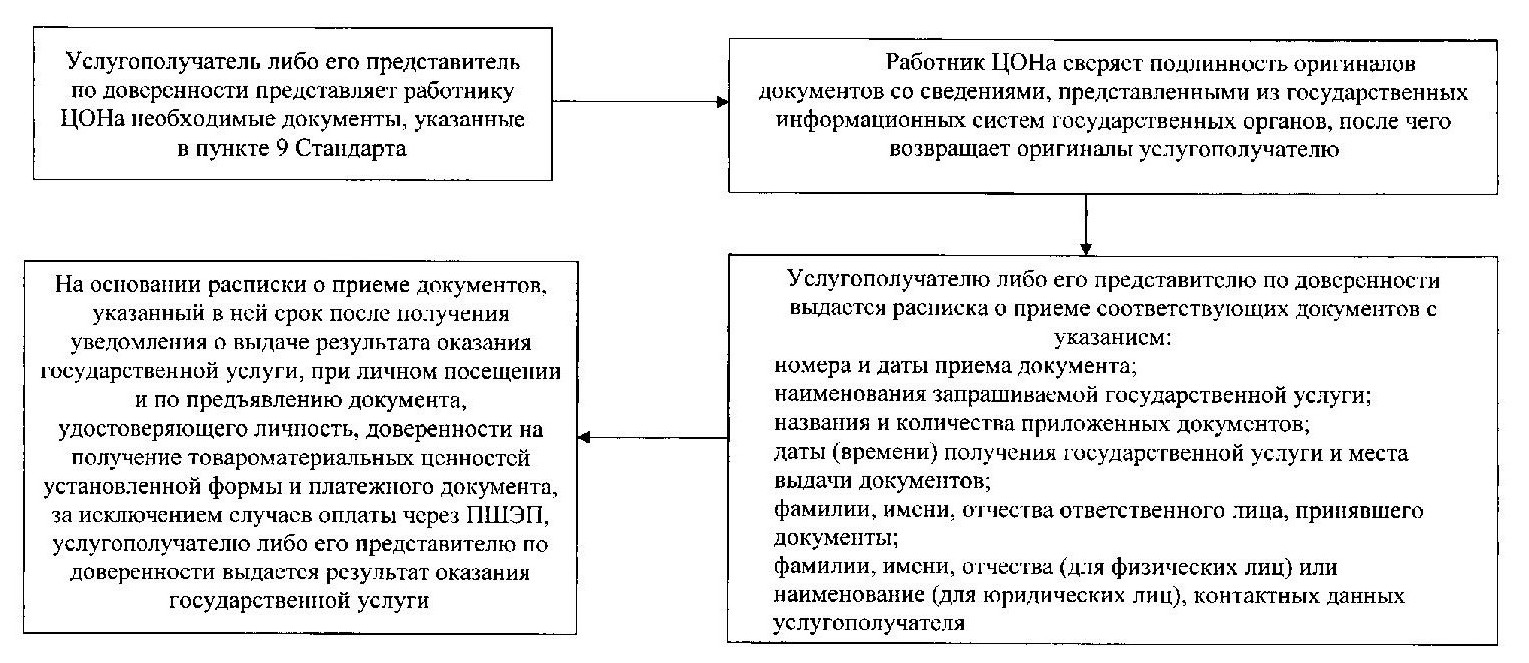 Услугополучатель либо его представитель
по доверенности представляет работнику
ЦОНа необходимые документы, указанные
в пункте 9 Стандарта
Работник ЦОНа сверяет подлинность оригиналов
документов со сведениями, представленными из государственных
информационных систем государственных органов, после чего
возвращает оригиналы услугополучателю
Услугополучателю либо его представителю по доверенности
выдается расписка о приеме соответствующих документов с
указанием:
номера и даты приема документа;
наименования запрашиваемой государственной услуги;
названия и количества приложенных документов;
даты (времени) получения государственной услуги и места
выдачи документов;
фамилии, имени, отчества ответственного лица, принявшего
документы;
фамилии, имени, отчества (для физических лиц) или
наименование (для юридических лиц), контактных данных
услугополучателя
На основании расписки о приеме документов,
указанный в ней срок после получения
уведомления о выдаче результата оказания
государственной услуги, при личном посещении
и по предъявлению документа,
удостоверяющего личность, доверенности на
получение товароматериальных ценностей
установленной формы и платежного документа,
за исключением случаев оплаты через ПШЭП,
услугополучателю либо его представителю по
доверенности выдается результат оказания
государственной услуги